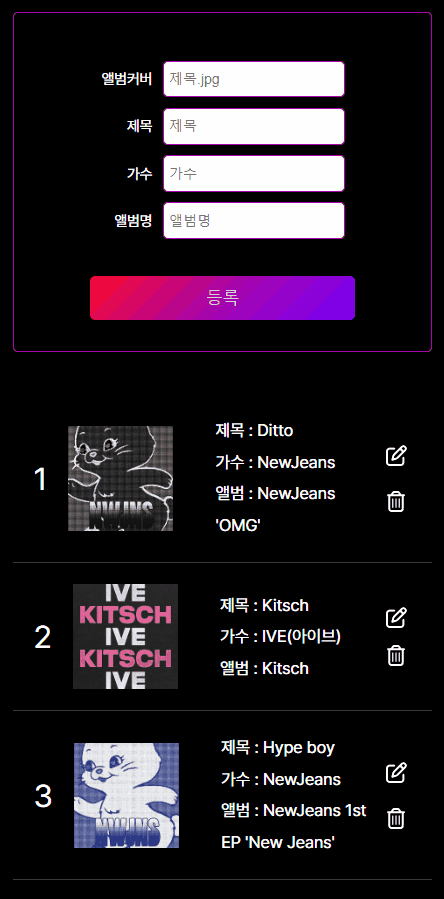 앨범커버 제목.jpg
제목 제목
가수 가수
앨범명 앨범명
등록
1
NWJNS
제목 : Ditto
가수 : NewJeans
앨범 : NewJeans
'OMG'
2
IVE
KITSCH
IVE
KITSCH
IVE
제목 : Kitsch
가수 : IVE(아이브)
앨범 : Kitsch
3
NWJNS
제목 : Hype boy
가수 : NewJeans
앨범 : NewJeans 1st
EP 'New Jeans'